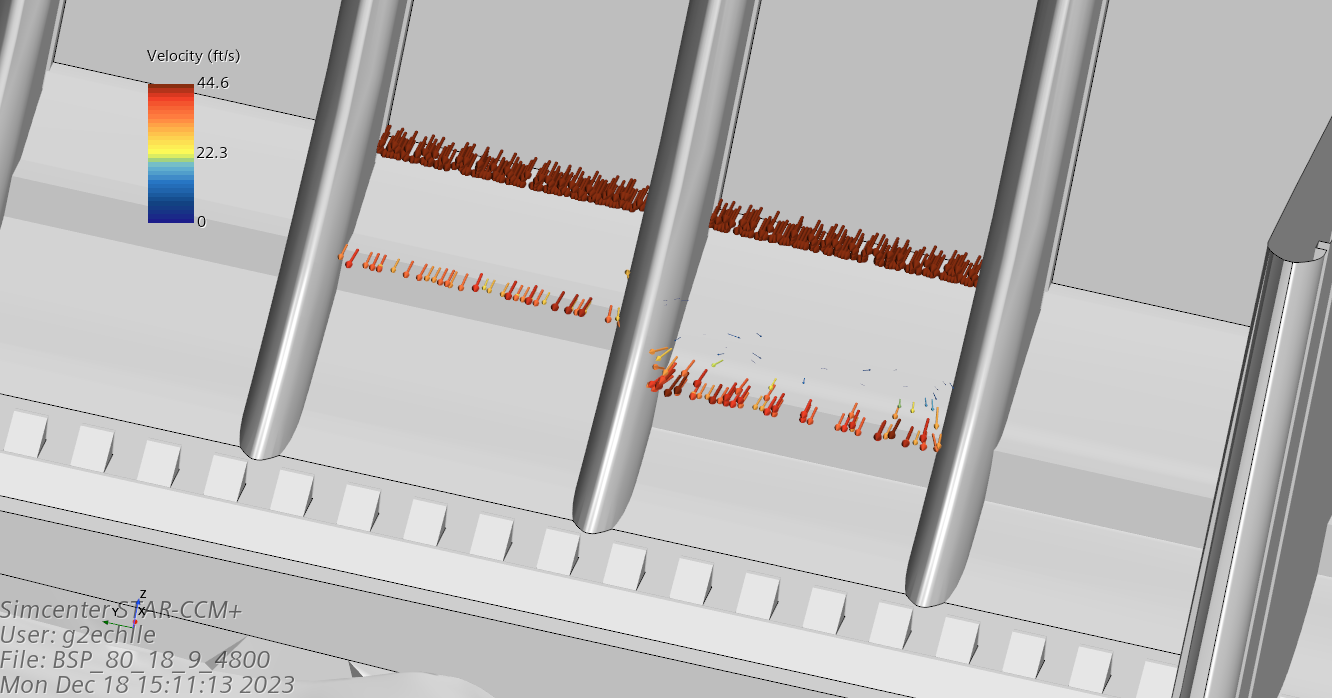 Velocity (ft/s)
44.6
22.3
0
Z
Y X
Simcenter STAR-CCM+
User: g2echlle
File: BSP_80_18_9_4800
Mon Dec 18 15:11:13 2023